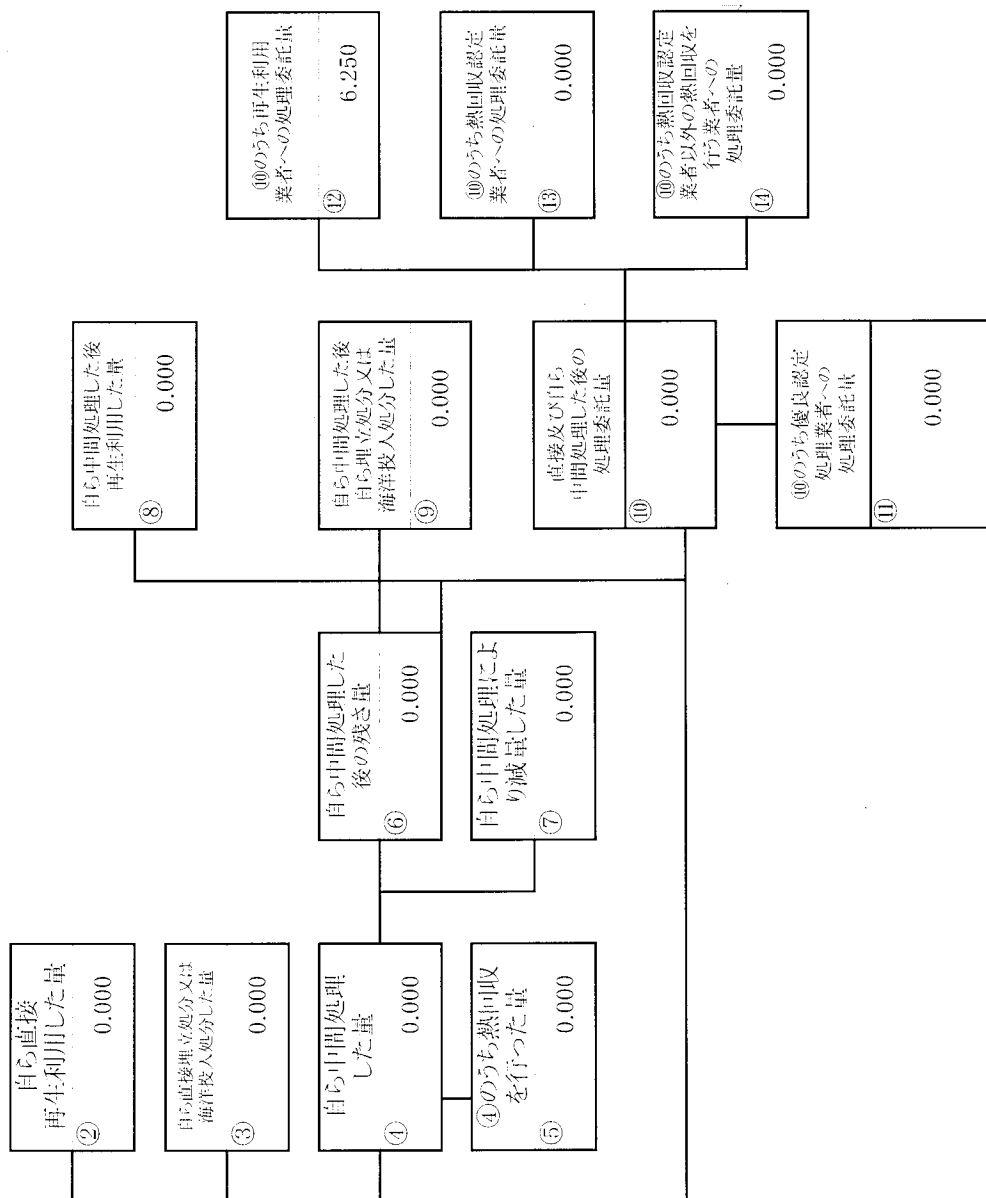 自ら直接
再生利用した量
②
0.000
自ら直接埋立処分又は
海洋投入処分した量
③
0.000
自ら中間処理
した量
④
0.000
④のうち熱回収
を行った量
⑤
0.000
自ら中間処理した
後の残さ量
⑥
0.000
自ら中間処理によ
り減量した量
⑦
0.000
自ら中間処理した後
再生利用した量
⑧
0.000
自ら中間処理した後
自ら埋立処分又は
海洋投入処分した量
⑨
0.000
直接及び自ら
中間処理した後の
処理委託量
⑩
0.000
⑩のうち優良認定
処理業者への
処理委託量
⑪
0.000
⑩のうち再生利用
業者への処理委託量
⑫
6.250
⑩のうち熱回収認定
業者への処理委託量
⑬
0.000
⑩のうち熱回収認定
業者以外の熱回収を
行う業者への
処理委託量
⑭
0.000